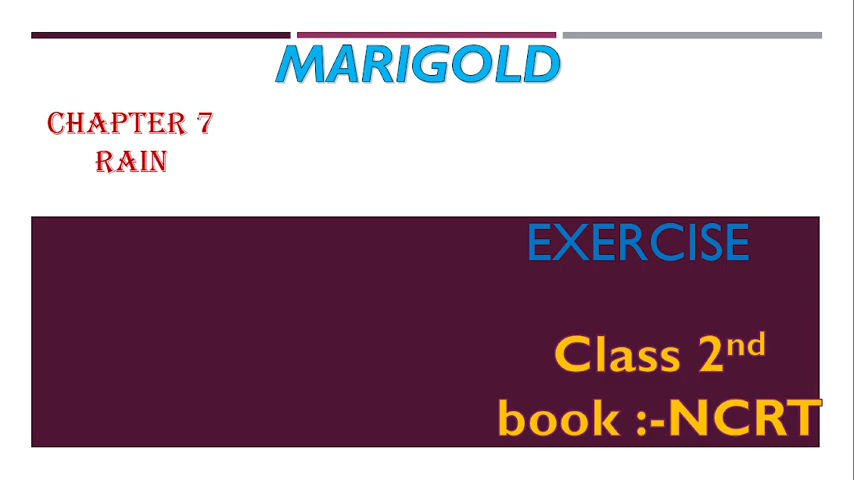 MARIGOLD
CHAPTER 7
RAIN
EXERCISE
Class 2nd
book :-NCRT